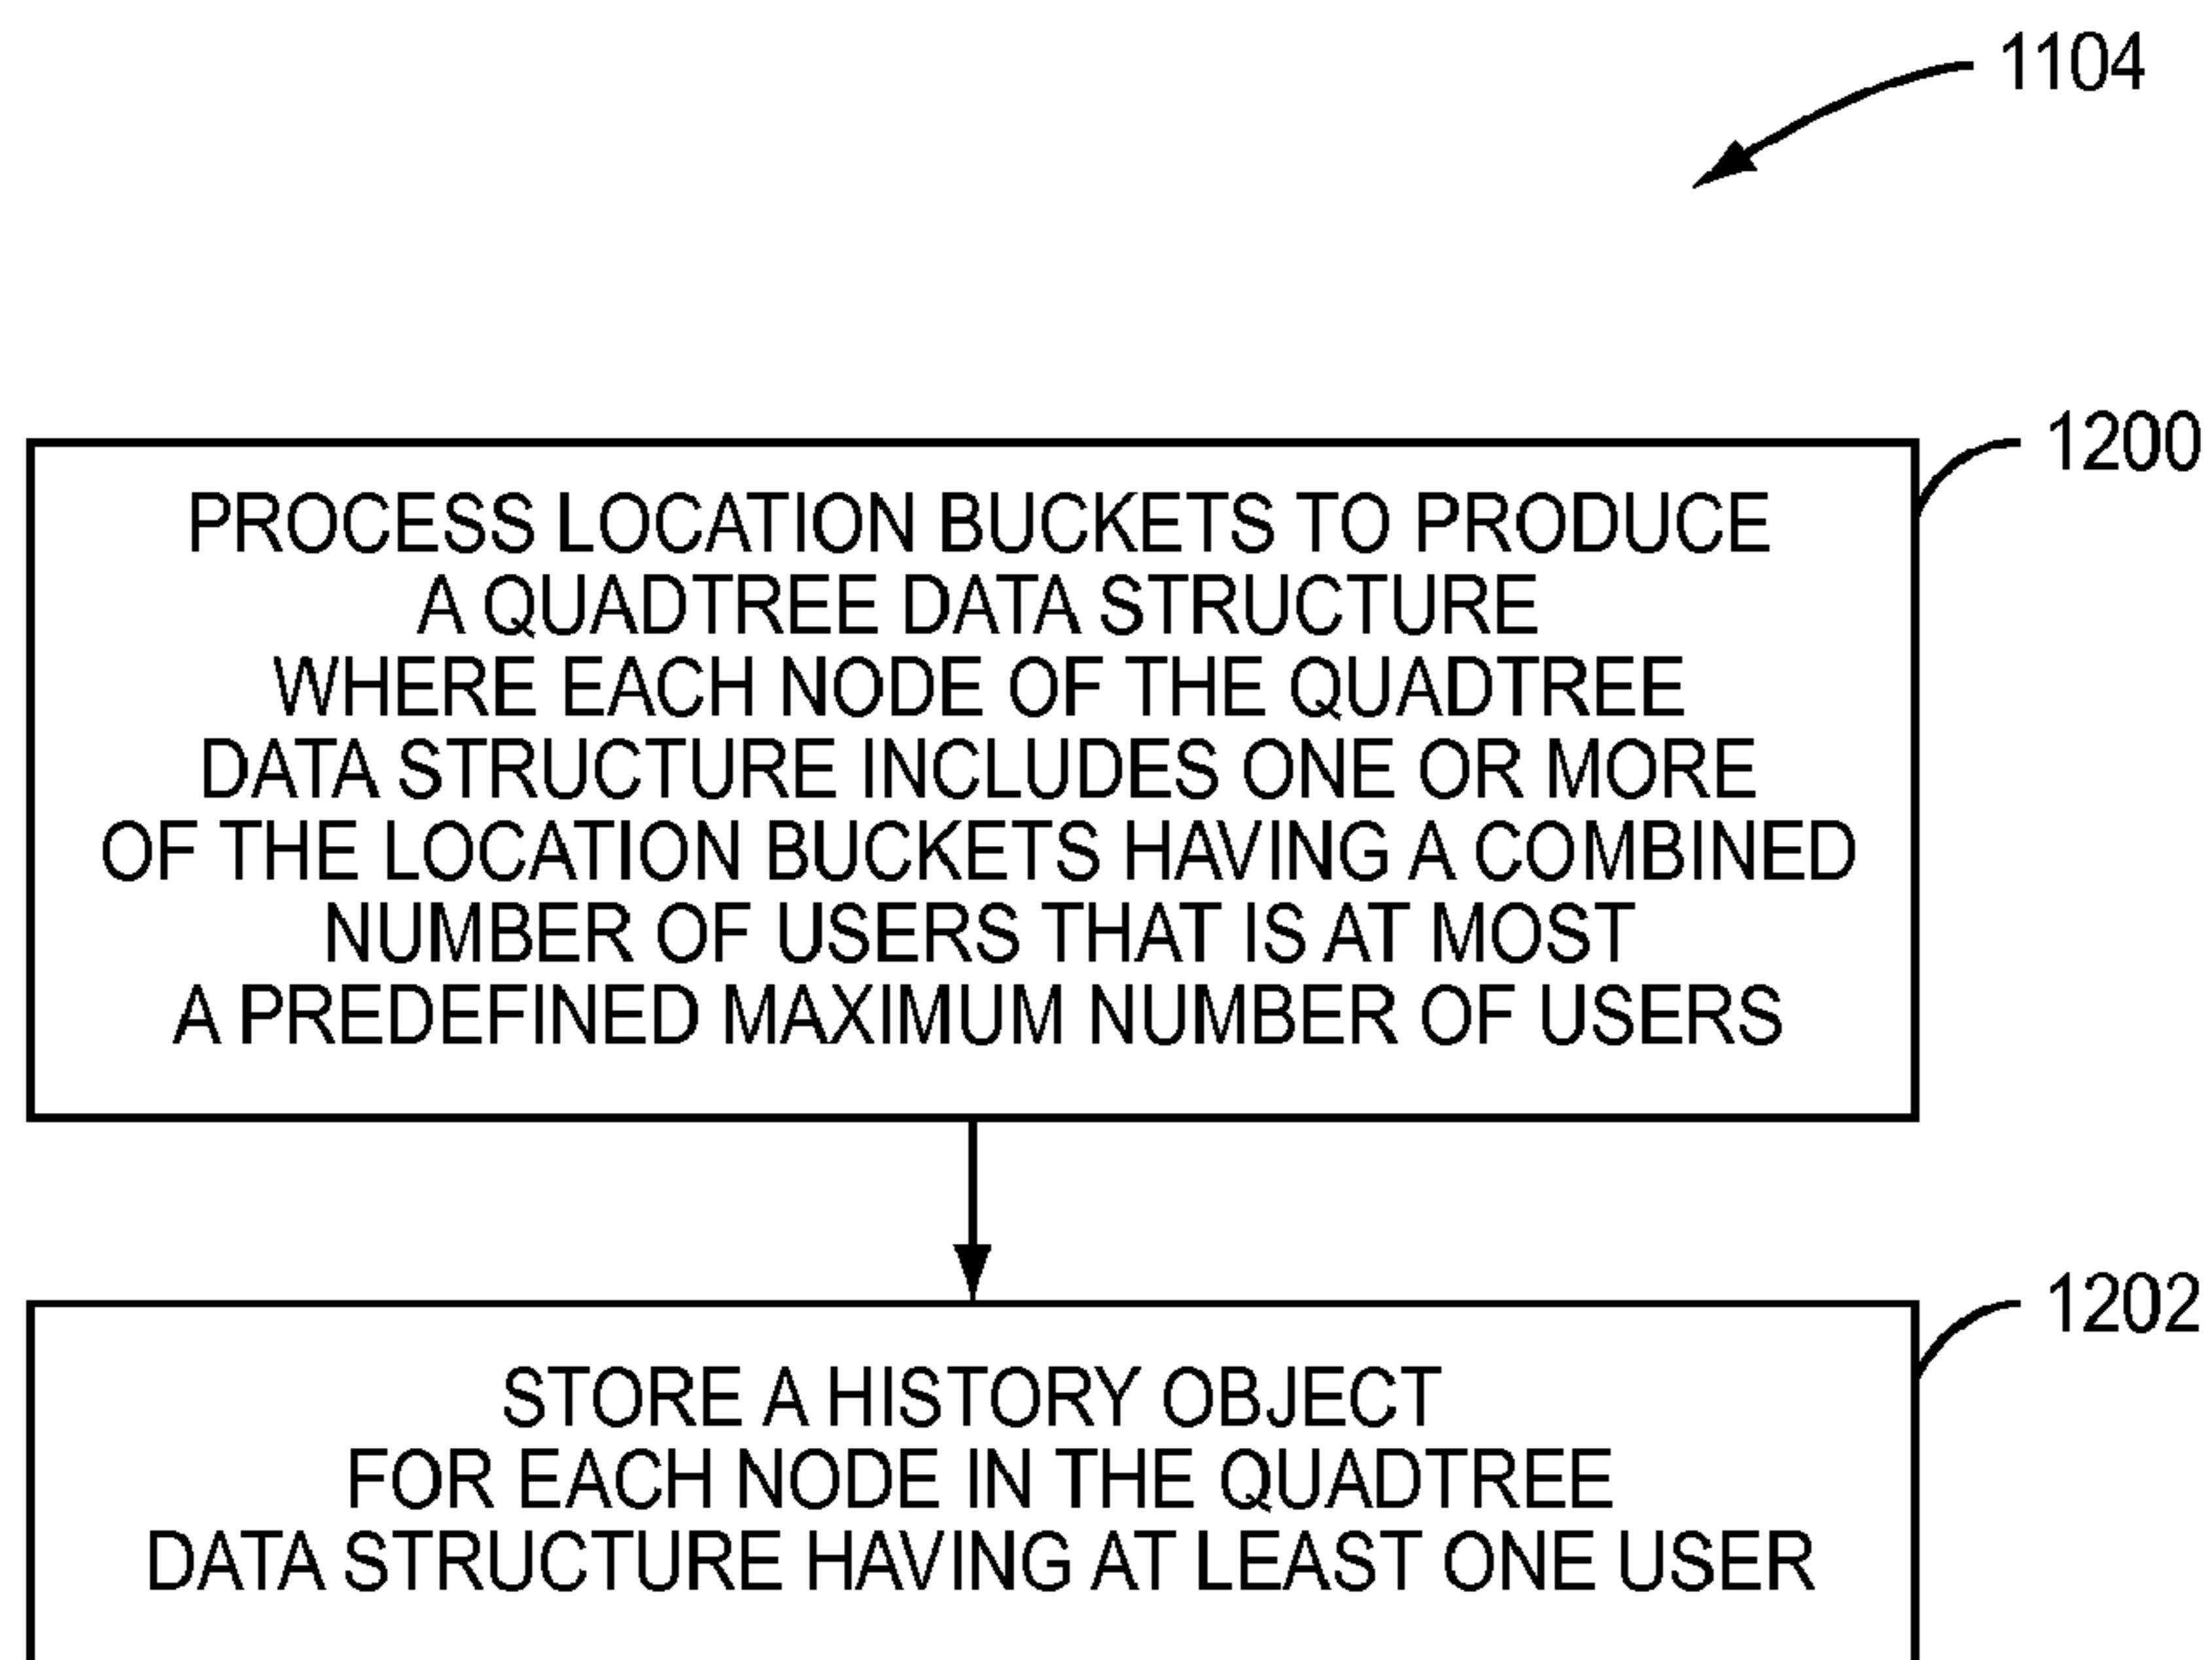 1104
1200
PROCESS LOCATION BUCKETS TO PRODUCE
A QUADTREE DATA STRUCTURE
WHERE EACH NODE OF THE QUADTREE
DATA STRUCTURE INCLUDES ONE OR MORE
OF THE LOCATION BUCKETS HAVING A COMBINED
NUMBER OF USERS THAT IS AT MOST
A PREDEFINED MAXIMUM NUMBER OF USERS
1202
STORE A HISTORY OBJECT
FOR EACH NODE IN THE QUADTREE
DATA STRUCTURE HAVING AT LEAST ONE USER